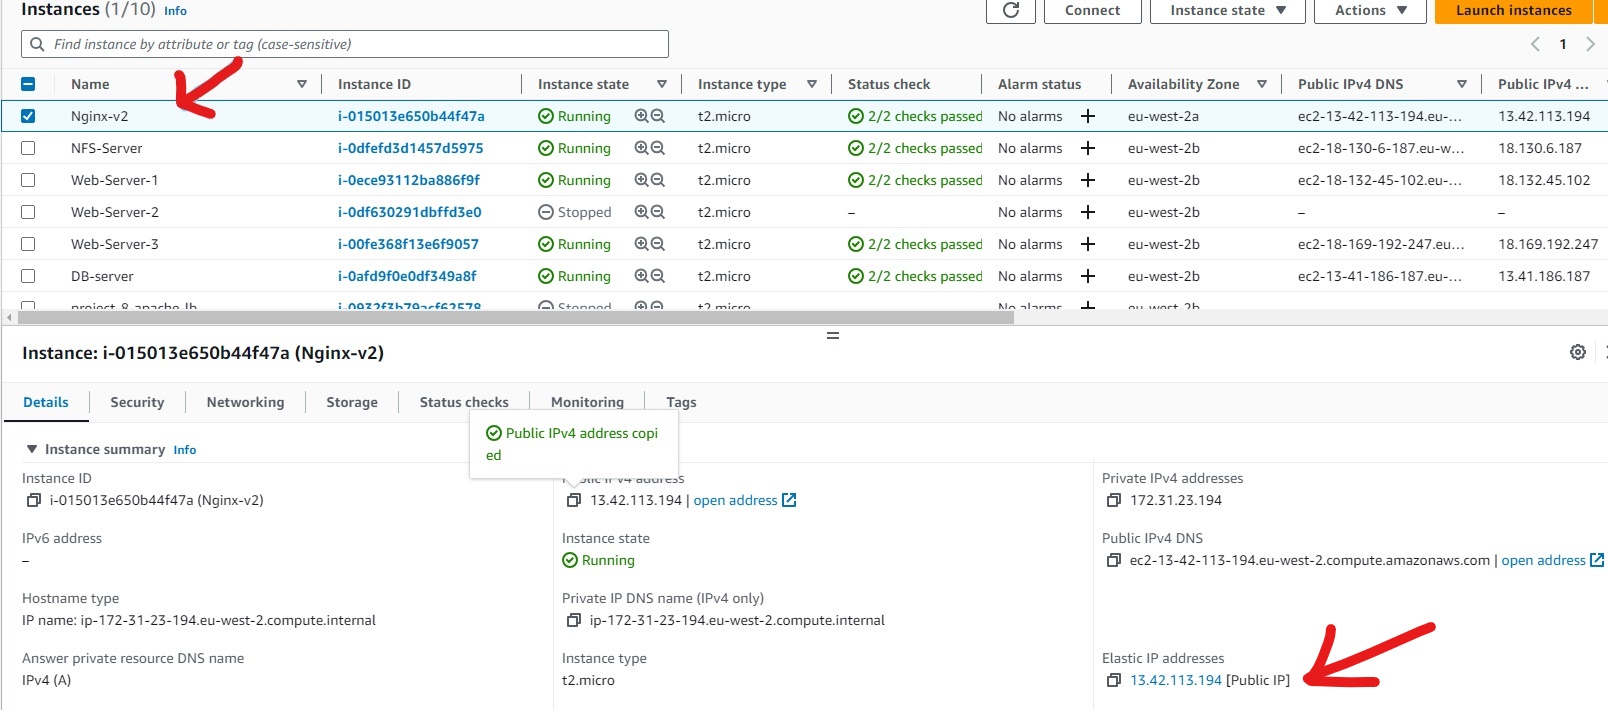 Instances (1/10) Info
Connect Instance state Actions Launch instances
Find instance by attribute or tag (case-sensitive) 1
Name Instance ID Instance state Instance type Status check Alarm status Availability Zone Public IPv4 DNS Public IPv4 ...
Nginx-v2 i-015013e650b44f47a Running t2.micro 2/2 checks passed No alarms + eu-west-2a ec2-13-42-113-194.eu-... 13.42.113.194
NFS-Server i-0dfefd3d1457d5975 Running t2.micro 2/2 checks passed No alarms + eu-west-2b ec2-18-130-6-187.eu-w... 18.130.6.187
Web-Server-1 i-0ece93112ba886f9f Running t2.micro 2/2 checks passed No alarms + eu-west-2b ec2-18-132-45-102.eu-... 18.132.45.102
Web-Server-2 i-0df630291dbffd3e0 Stopped t2.micro – No alarms + eu-west-2b – –
Web-Server-3 i-00fe368f13e6f9057 Running t2.micro 2/2 checks passed No alarms + eu-west-2b ec2-18-169-192-247.eu... 18.169.192.247
DB-server i-0afd9f0e0df349a8f Running t2.micro 2/2 checks passed No alarms + eu-west-2b ec2-13-41-186-187.eu-... 13.41.186.187
project-8-apache-lb i-0932f3b79acf62578 Stopped t2.micro No alarms + eu-west-2b
Instance: i-015013e650b44f47a (Nginx-v2)
Details Security Networking Storage Status checks Monitoring Tags
Public IPv4 address copi
ed
Instance summary Info
Instance ID Public IPv4 address Private IPv4 addresses
i-015013e650b44f47a (Nginx-v2) 13.42.113.194 | open address 172.31.23.194
IPv6 address Instance state Public IPv4 DNS
– Running ec2-13-42-113-194.eu-west-2.compute.amazonaws.com | open address
Hostname type Private IP DNS name (IPv4 only)
IP name: ip-172-31-23-194.eu-west-2.compute.internal ip-172-31-23-194.eu-west-2.compute.internal
Answer private resource DNS name Instance type Elastic IP addresses
IPv4 (A) t2.micro 13.42.113.194 [Public IP]